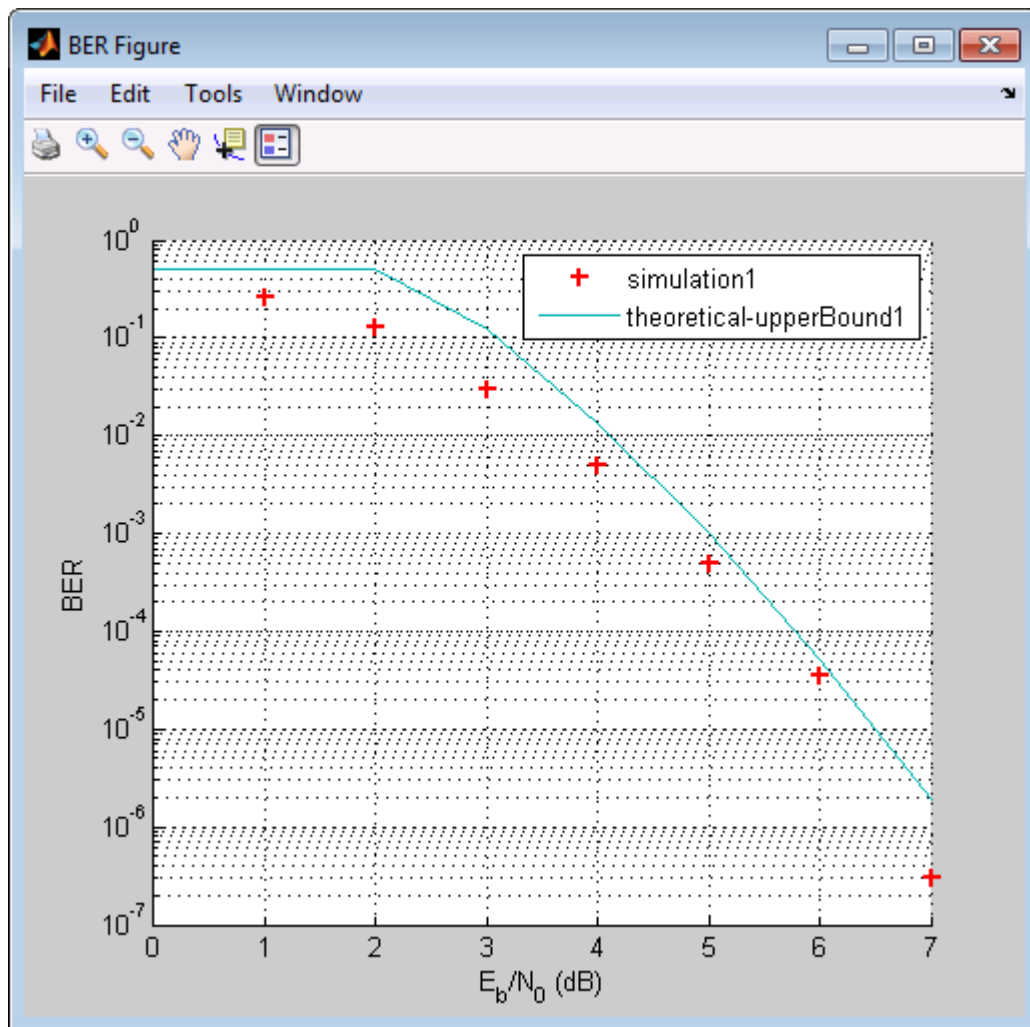 BER Figure
File Edit Tools Window
simulation1
theoretical-upperBound1
10^0
10^-1
10^-2
10^-3
10^-4
10^-5
10^-6
10^-7
BER
0 1 2 3 4 5 6 7
E_b/N_0 (dB)